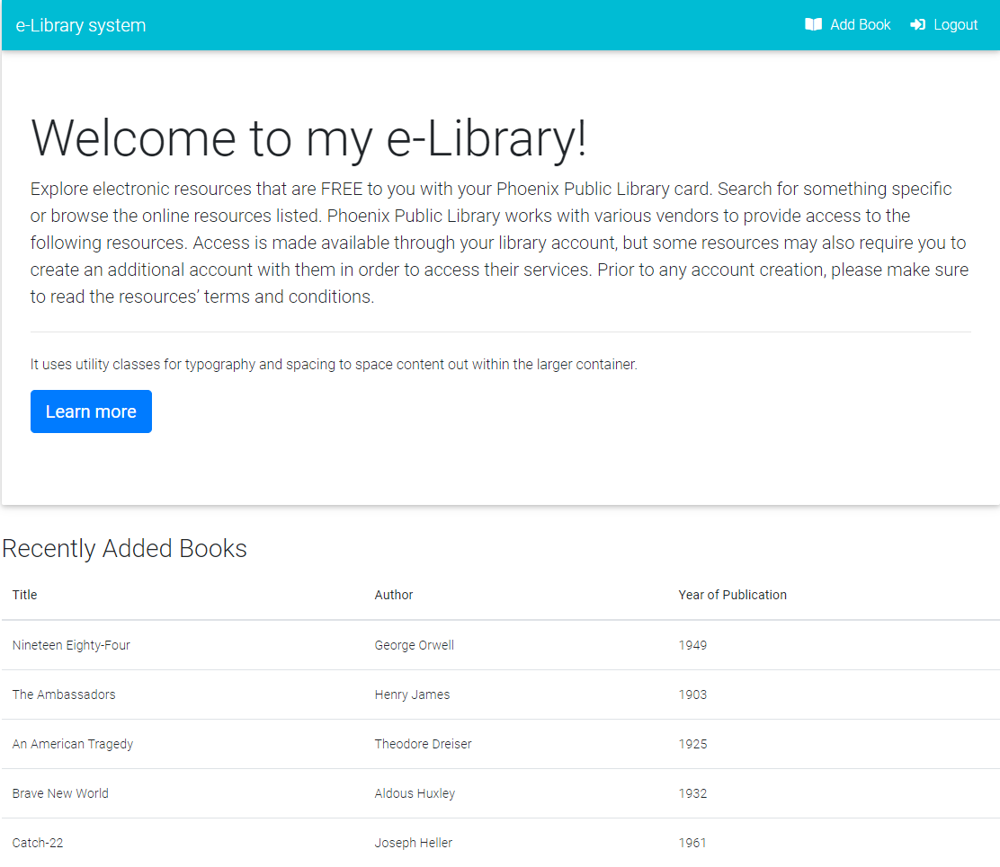 e-Library system Add Book Logout
Welcome to my e-Library!
Explore electronic resources that are FREE to you with your Phoenix Public Library card. Search for something specific
or browse the online resources listed. Phoenix Public Library works with various vendors to provide access to the
following resources. Access is made available through your library account, but some resources may also require you to
create an additional account with them in order to access their services. Prior to any account creation, please make sure
to read the resources’ terms and conditions.
It uses utility classes for typography and spacing to space content out within the larger container.
Learn more
Recently Added Books
Title Author Year of Publication
Nineteen Eighty-Four George Orwell 1949
The Ambassadors Henry James 1903
An American Tragedy Theodore Dreiser 1925
Brave New World Aldous Huxley 1932
Catch-22 Joseph Heller 1961